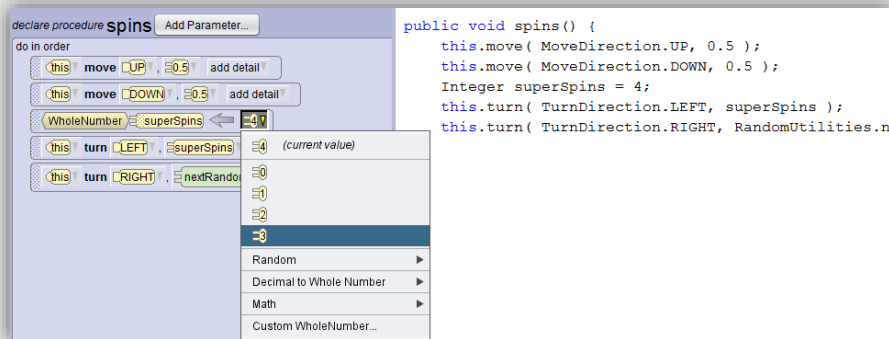 declare procedure spins Add Parameter...
do in order
this move UP , 0.5 add detail
this move DOWN , 0.5 add detail
WholeNumber superSpins 4
this turn LEFT , superSpins
this turn RIGHT ,
4 (current value)
0
1
2
3
Random
Decimal to Whole Number
Math
Custom WholeNumber...
public void spins() {
this.move( MoveDirection.UP, 0.5 );
this.move( MoveDirection.DOWN, 0.5 );
Integer superSpins = 4;
this.turn( TurnDirection.LEFT, superSpins );
this.turn( TurnDirection.RIGHT, RandomUtilities.n